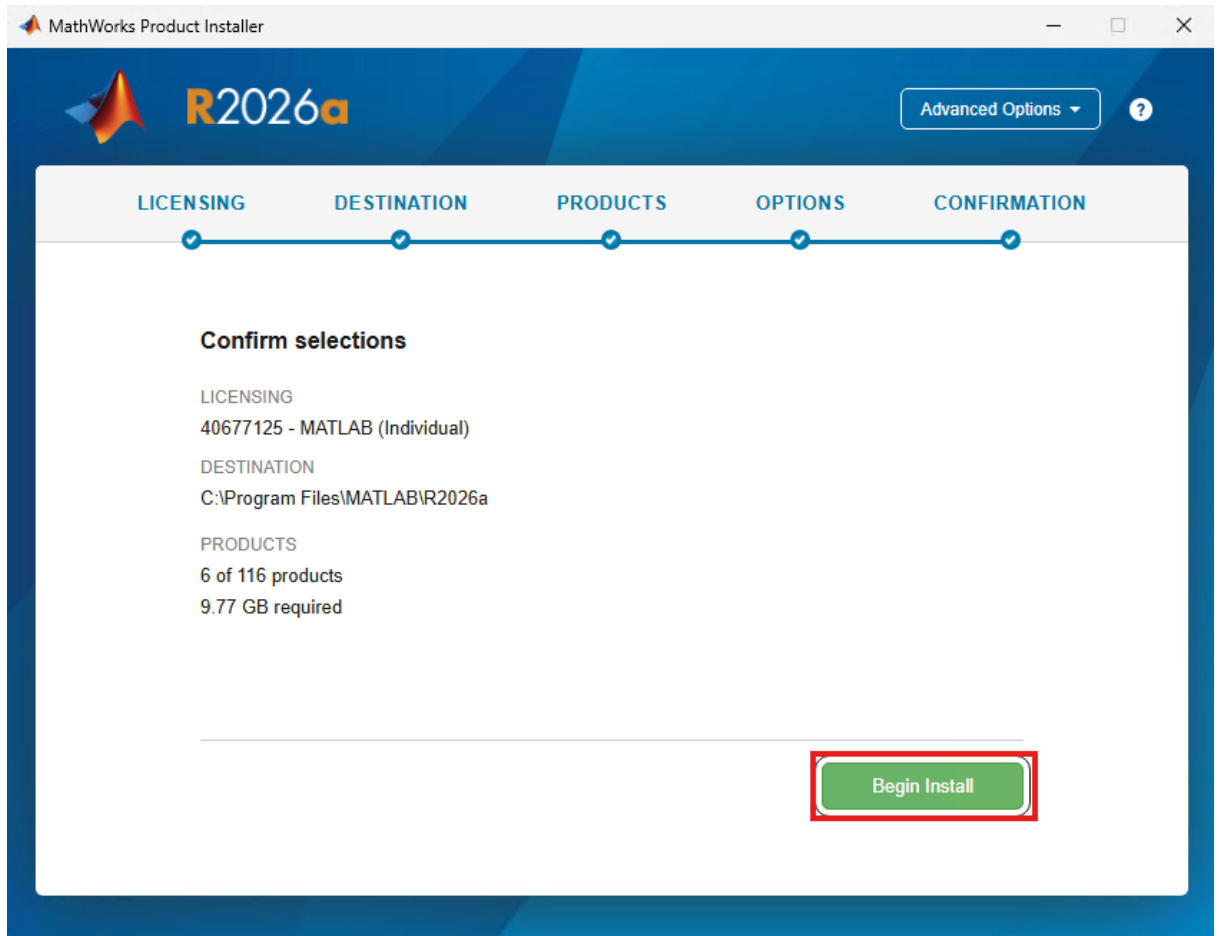 MathWorks Product Installer
R2026a
Advanced Options
?
LICENSING DESTINATION PRODUCTS OPTIONS CONFIRMATION
Confirm selections
LICENSING
40677125 - MATLAB (Individual)
DESTINATION
C:\Program Files\MATLAB\R2026a
PRODUCTS
6 of 116 products
9.77 GB required
Begin Install